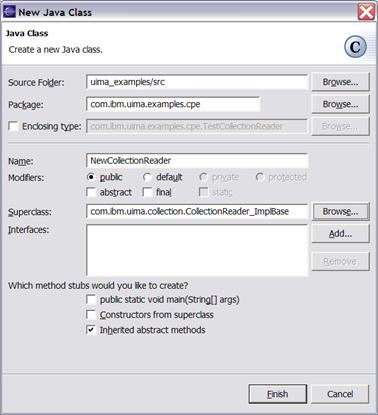 New Java Class
Java Class
Create a new Java class.
C
Source Folder: uima_examples/src Browse...
Package: com.ibm.uima.examples.cpe Browse...
Enclosing type: com.ibm.uima.examples.cpe.TestCollectionReader Browse...
Name: NewCollectionReader
Modifiers: public default private protected
abstract final static
Superclass: com.ibm.uima.collection.CollectionReader_ImplBase Browse...
Interfaces: Add...
Remove
Which method stubs would you like to create?
public static void main(String[] args)
Constructors from superclass
Inherited abstract methods
Finish Cancel